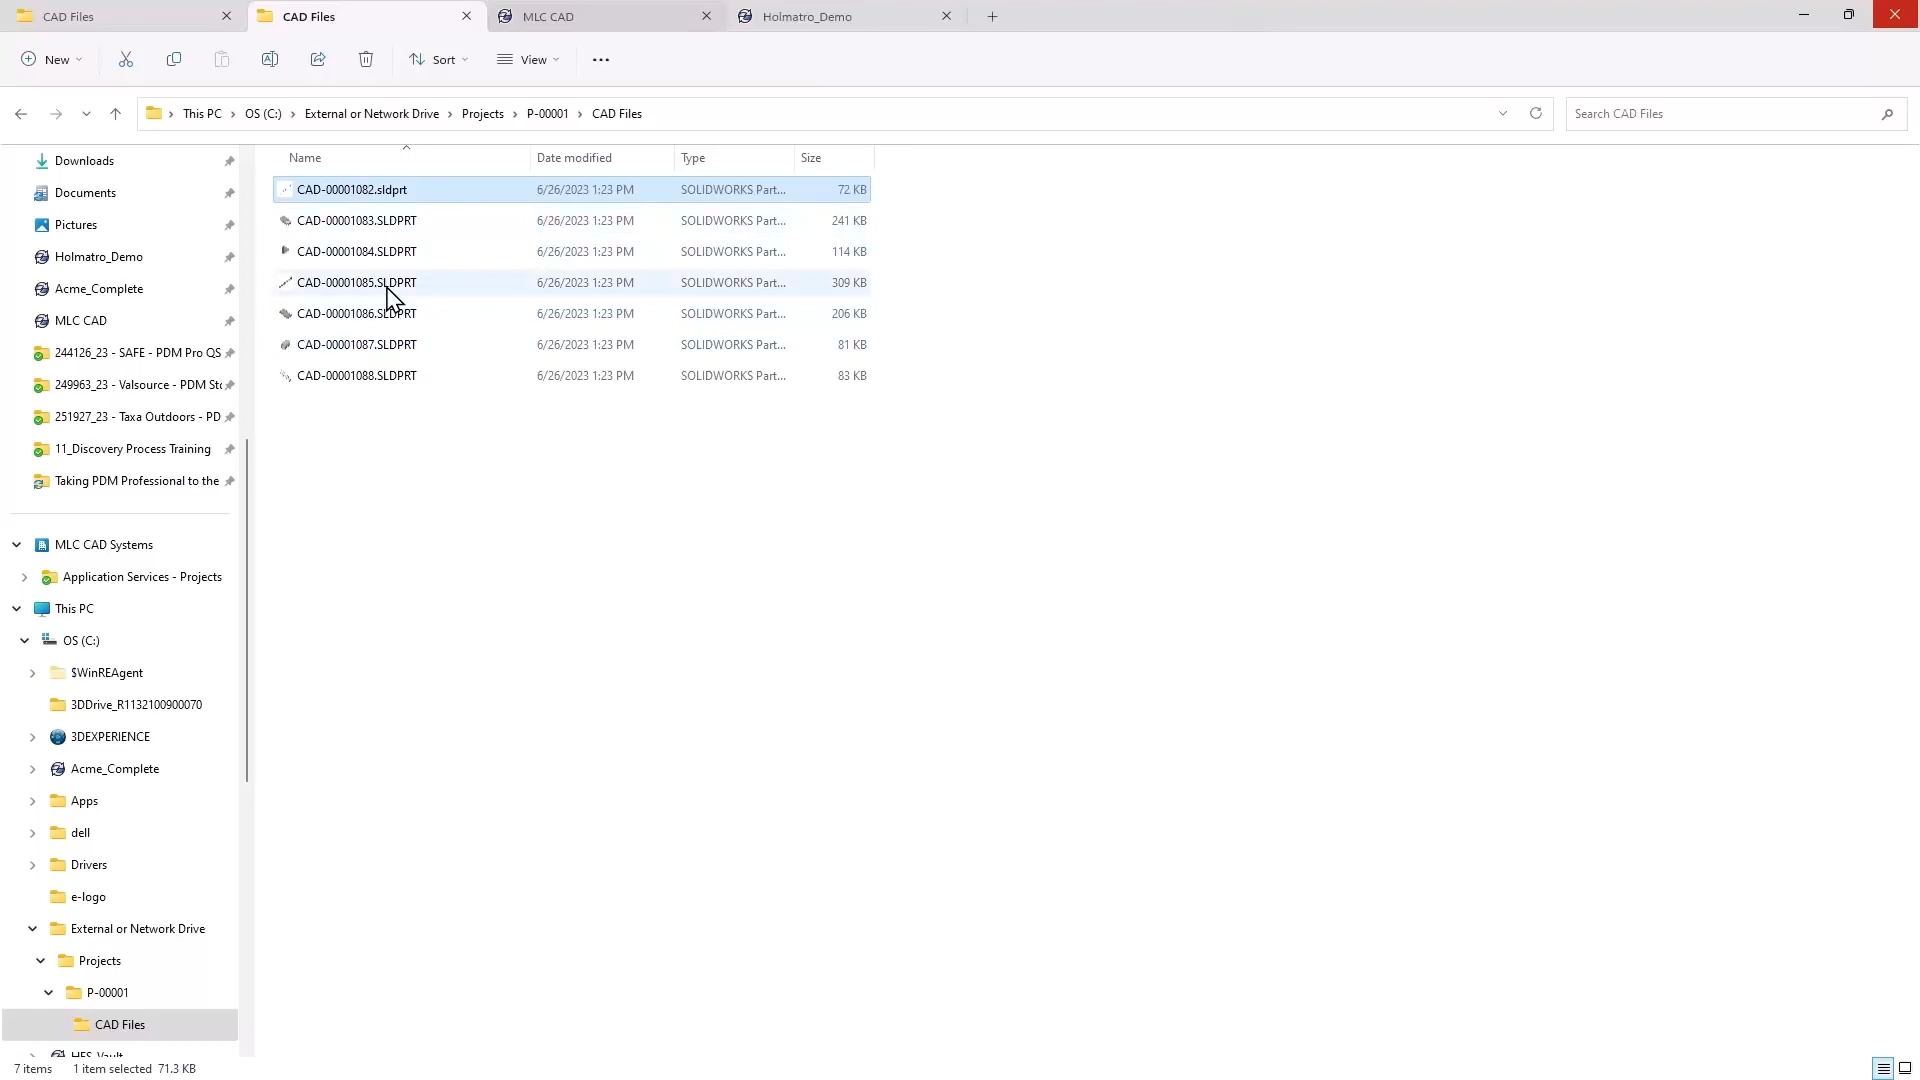 CAD Files
CAD Files
MLC CAD
Holmatro_Demo
New
Sort
View
This PC
OS (C:)
External or Network Drive
Projects
P-00001
CAD Files
Search CAD Files
Downloads
Documents
Pictures
Holmatro_Demo
Acme_Complete
MLC CAD
244126_23 - SAFE - PDM Pro QS
249963_23 - Valsource - PDM Sta
251927_23 - Taxa Outdoors - PD
11_Discovery Process Training
Taking PDM Professional to the
MLC CAD Systems
Application Services - Projects
This PC
OS (C:)
$WinREAgent
3DDrive_R1132100900070
3DEXPERIENCE
Acme_Complete
Apps
dell
Drivers
e-logo
External or Network Drive
Projects
P-00001
CAD Files
Name Date modified Type Size
CAD-00001082.sldprt 6/26/2023 1:23 PM SOLIDWORKS Part... 72 KB
CAD-00001083.SLDPRT 6/26/2023 1:23 PM SOLIDWORKS Part... 241 KB
CAD-00001084.SLDPRT 6/26/2023 1:23 PM SOLIDWORKS Part... 114 KB
CAD-00001085.SLDPRT 6/26/2023 1:23 PM SOLIDWORKS Part... 309 KB
CAD-00001086.SLDPRT 6/26/2023 1:23 PM SOLIDWORKS Part... 206 KB
CAD-00001087.SLDPRT 6/26/2023 1:23 PM SOLIDWORKS Part... 81 KB
CAD-00001088.SLDPRT 6/26/2023 1:23 PM SOLIDWORKS Part... 83 KB
7 items 1 item selected 71.3 KB